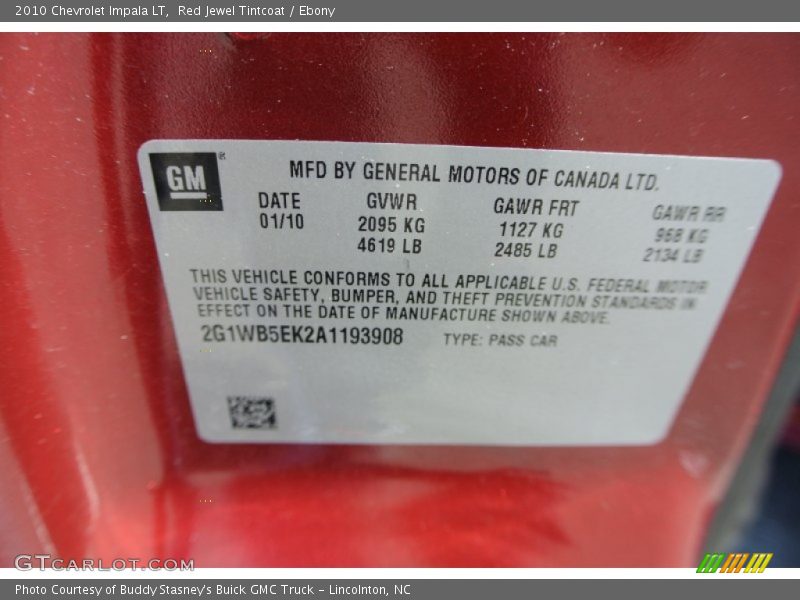 2010 Chevrolet Impala LT,  Red Jewel Tintcoat / Ebony
GM
MFD BY GENERAL MOTORS OF CANADA LTD.
DATE GVWR GAWR FRT GAWR RR
01/10 2095 KG 1127 KG 968 KG
4619 LB 2485 LB 2134 LB
THIS VEHICLE CONFORMS TO ALL APPLICABLE U.S. FEDERAL MOTOR
VEHICLE SAFETY, BUMPER, AND THEFT PREVENTION STANDARDS IN
EFFECT ON THE DATE OF MANUFACTURE SHOWN ABOVE.
2G1WB5EK2A1193908 TYPE: PASS CAR
GTCARLOT.COM
Photo Courtesy of Buddy Stasney's Buick GMC Truck - Lincolnton, NC